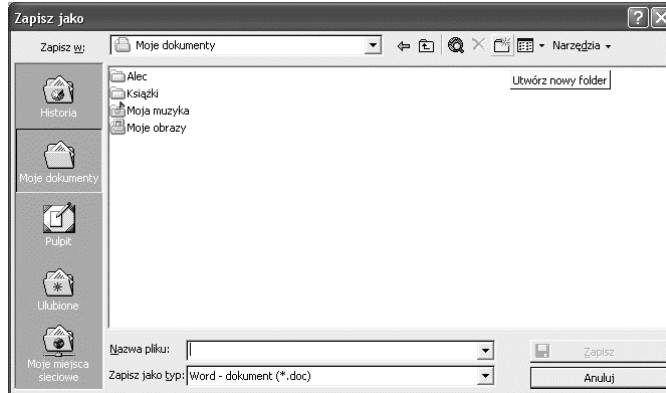 Zapisz jako
Zapisz w: Moje dokumenty Narzędzia
Utwórz nowy folder
Historia
Moje dokumenty
Pulpit
Ulubione
Moje miejsca
sieciowe
Alec
Książki
Moja muzyka
Moje obrazy
Nazwa pliku: Zapisz
Zapisz jako typ: Word - dokument (*.doc) Anuluj